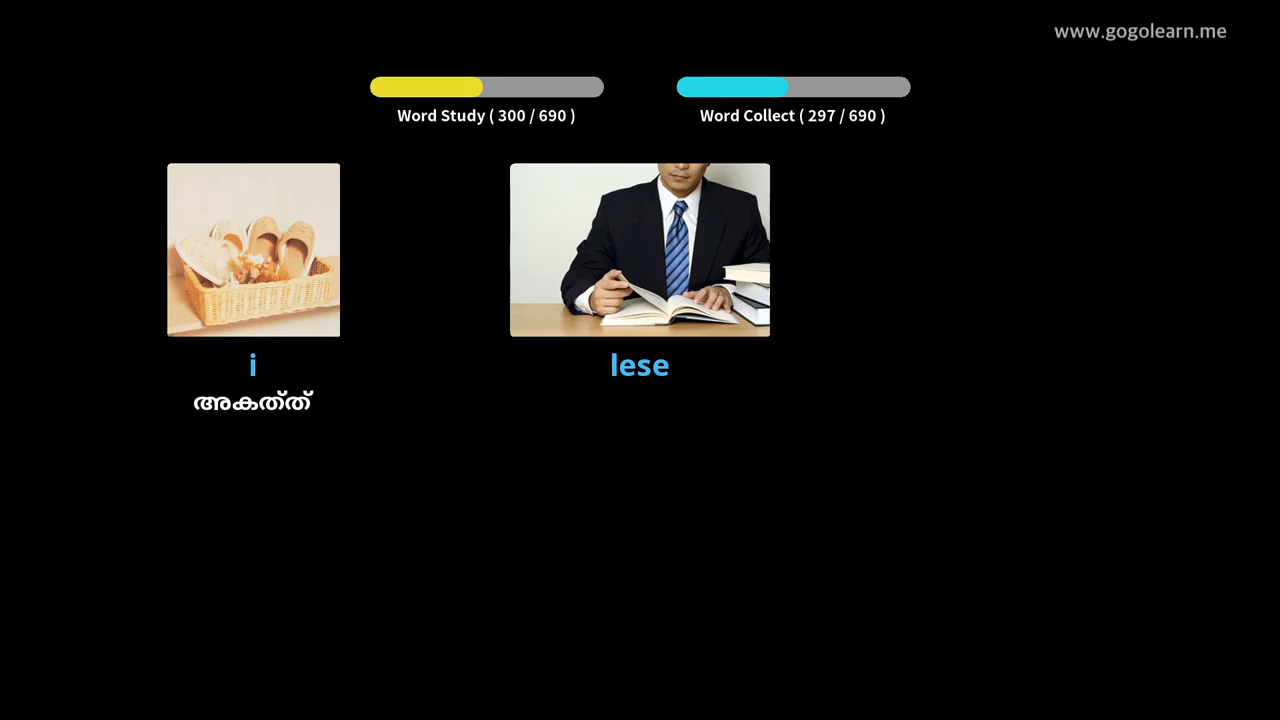 www.gogolearn.me
Word Study ( 300 / 690 )
Word Collect ( 297 / 690 )
i
അകത്ത്
lese